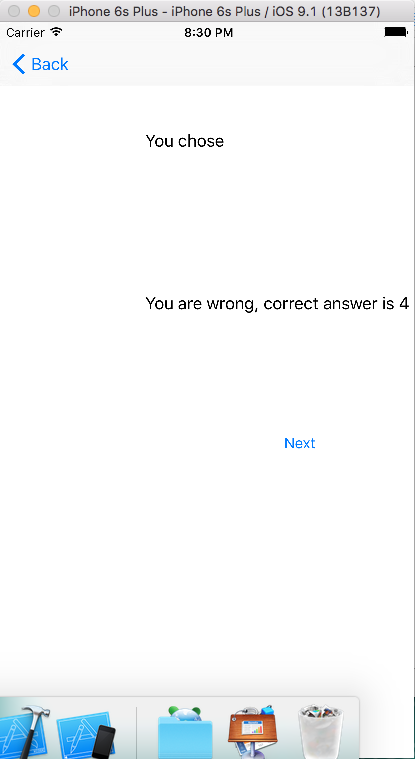 iPhone 6s Plus - iPhone 6s Plus / iOS 9.1 (13B137)
Carrier 8:30 PM
Back
You chose
You are wrong, correct answer is 4
Next